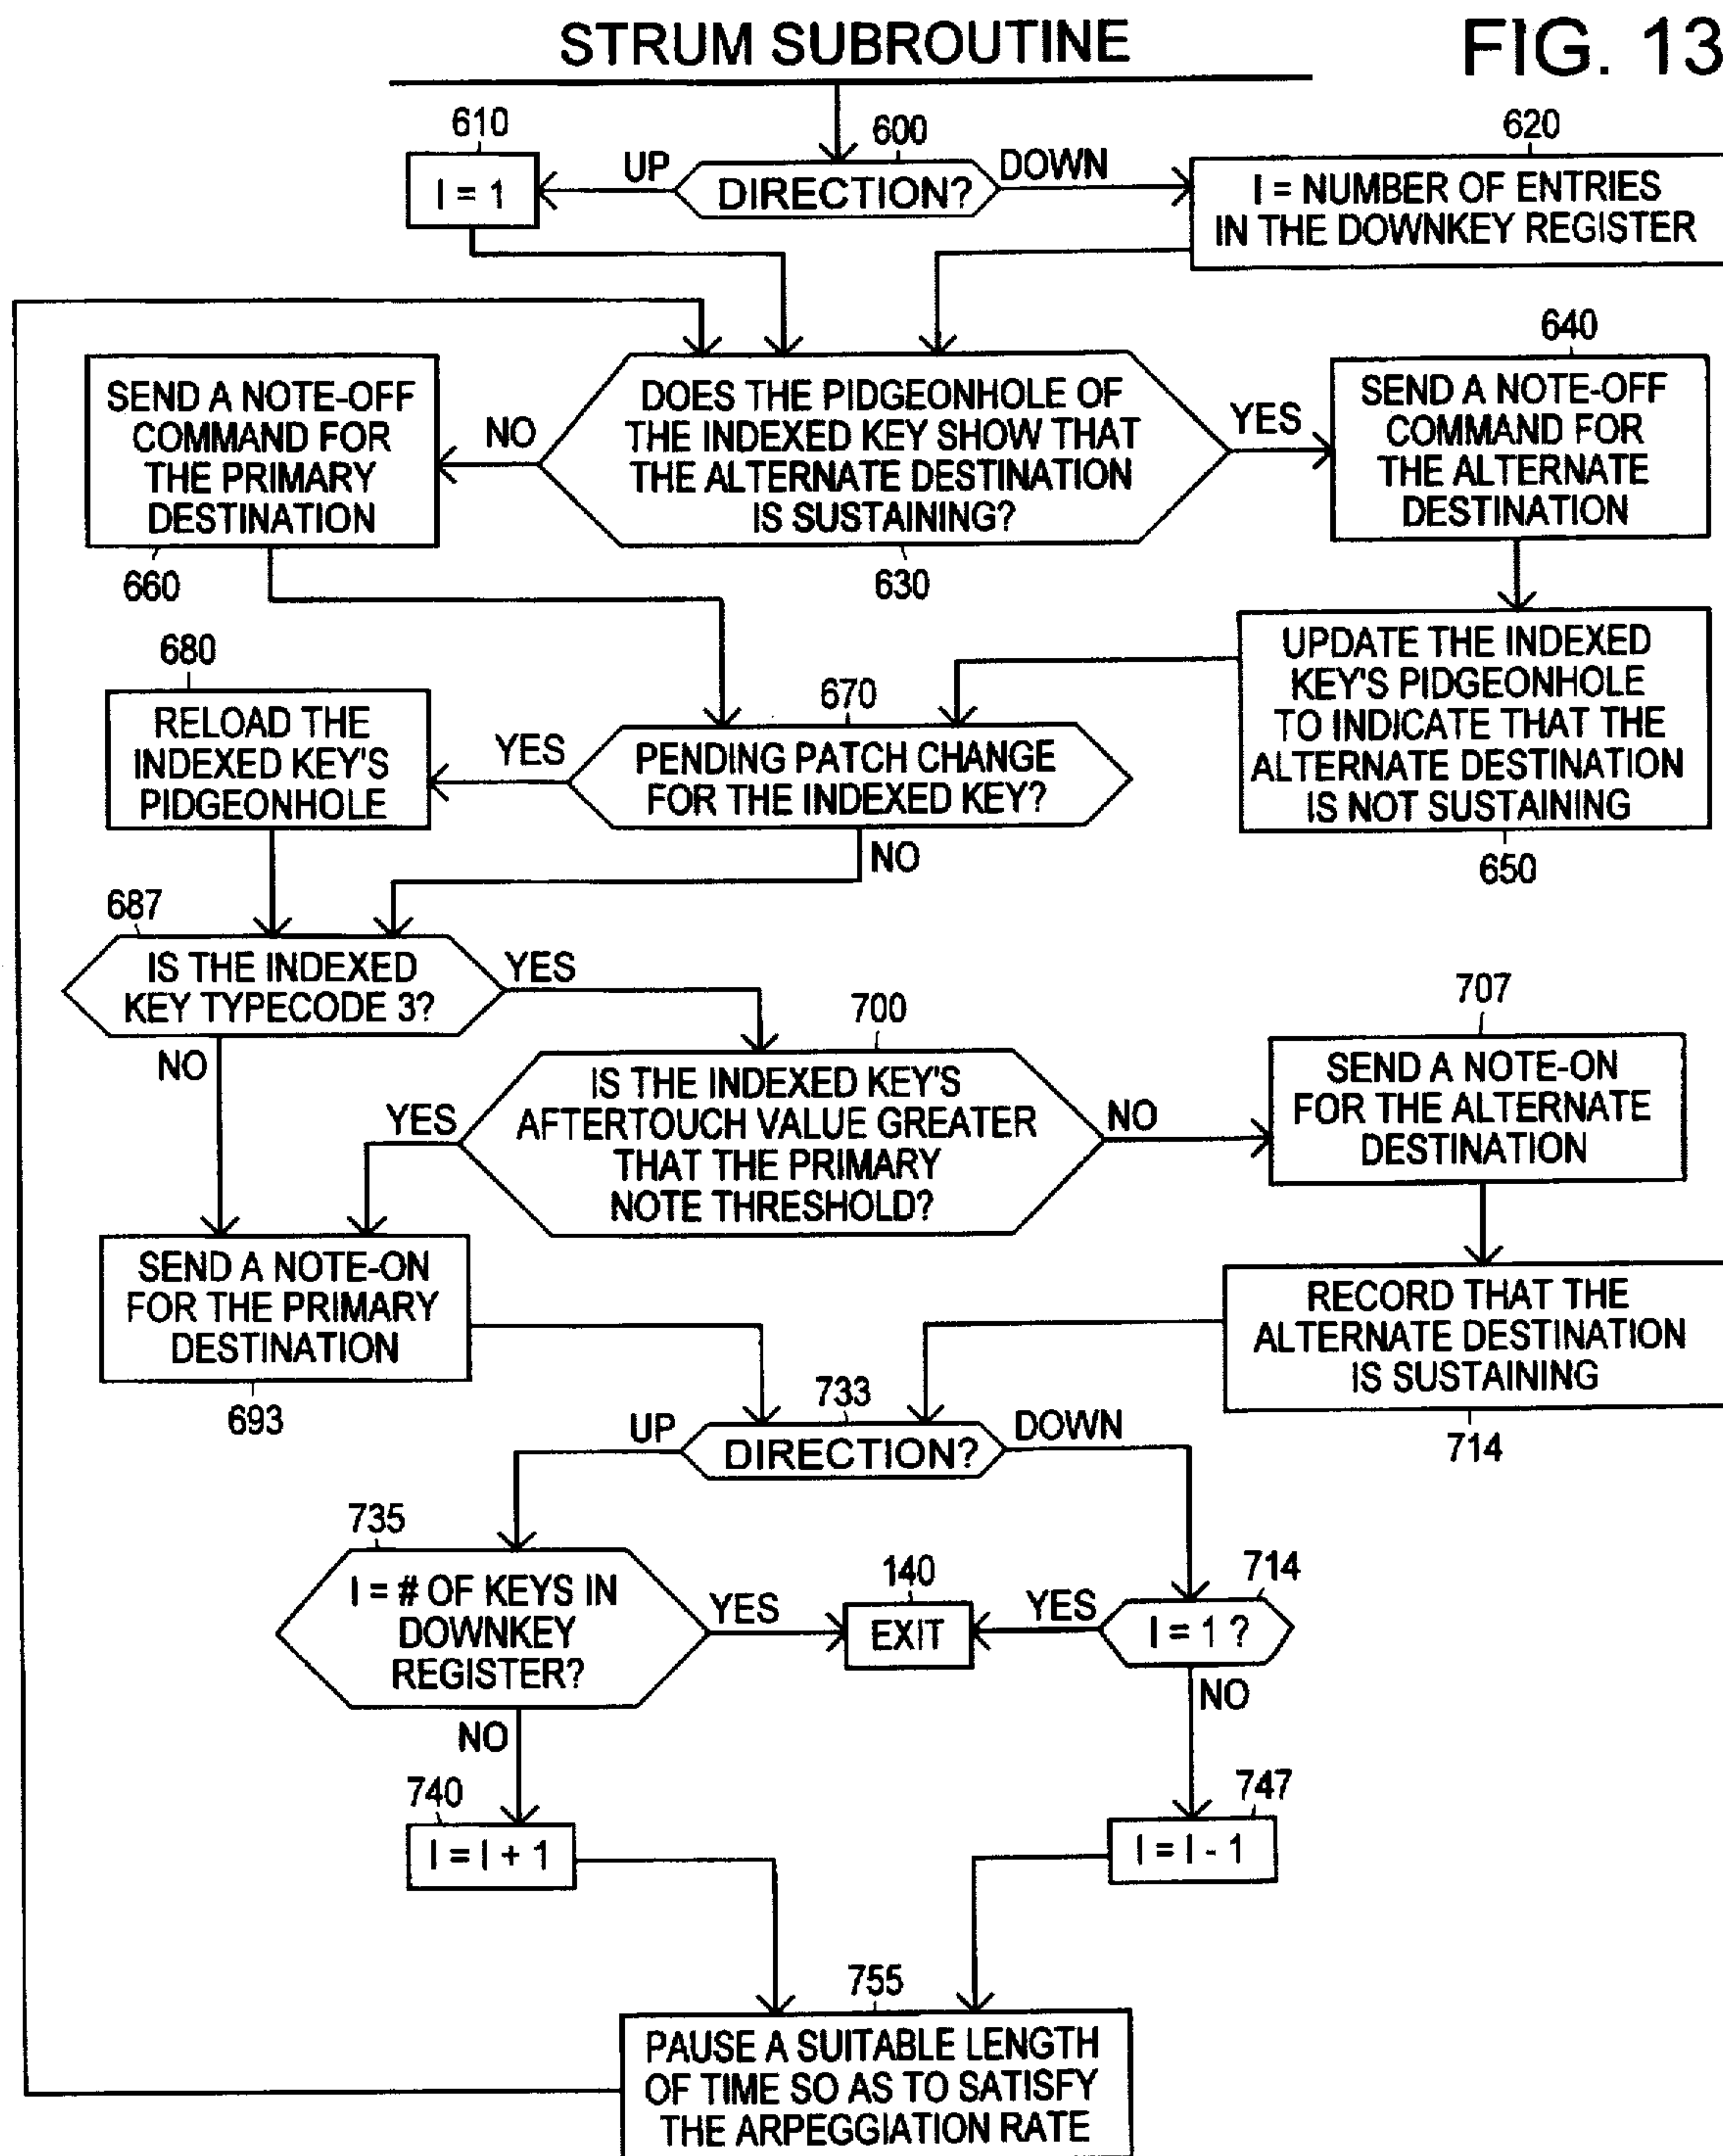 STRUM SUBROUTINE
FIG. 13
610
600
620
UP
DOWN
I = 1
DIRECTION?
I = NUMBER OF ENTRIES
IN THE DOWNKEY REGISTER
640
SEND A NOTE-OFF
COMMAND FOR
THE PRIMARY
DESTINATION
660
NO
DOES THE PIDGEONHOLE OF
THE INDEXED KEY SHOW THAT
THE ALTERNATE DESTINATION
IS SUSTAINING?
630
YES
SEND A NOTE-OFF
COMMAND FOR
THE ALTERNATE
DESTINATION
680
RELOAD THE
INDEXED KEY'S
PIDGEONHOLE
YES
670
PENDING PATCH CHANGE
FOR THE INDEXED KEY?
NO
UPDATE THE INDEXED
KEY'S PIDGEONHOLE
TO INDICATE THAT THE
ALTERNATE DESTINATION
IS NOT SUSTAINING
650
687
IS THE INDEXED
KEY TYPECODE 3?
YES
NO
700
IS THE INDEXED KEY'S
AFTERTOUCH VALUE GREATER
THAT THE PRIMARY
NOTE THRESHOLD?
YES
NO
707
SEND A NOTE-ON
FOR THE ALTERNATE
DESTINATION
SEND A NOTE-ON
FOR THE PRIMARY
DESTINATION
693
RECORD THAT THE
ALTERNATE DESTINATION
IS SUSTAINING
714
733
UP
DIRECTION?
DOWN
735
I = # OF KEYS IN
DOWNKEY
REGISTER?
YES
140
EXIT
YES
714
I = 1 ?
NO
NO
740
I = I + 1
747
I = I - 1
755
PAUSE A SUITABLE LENGTH
OF TIME SO AS TO SATISFY
THE ARPEGGIATION RATE